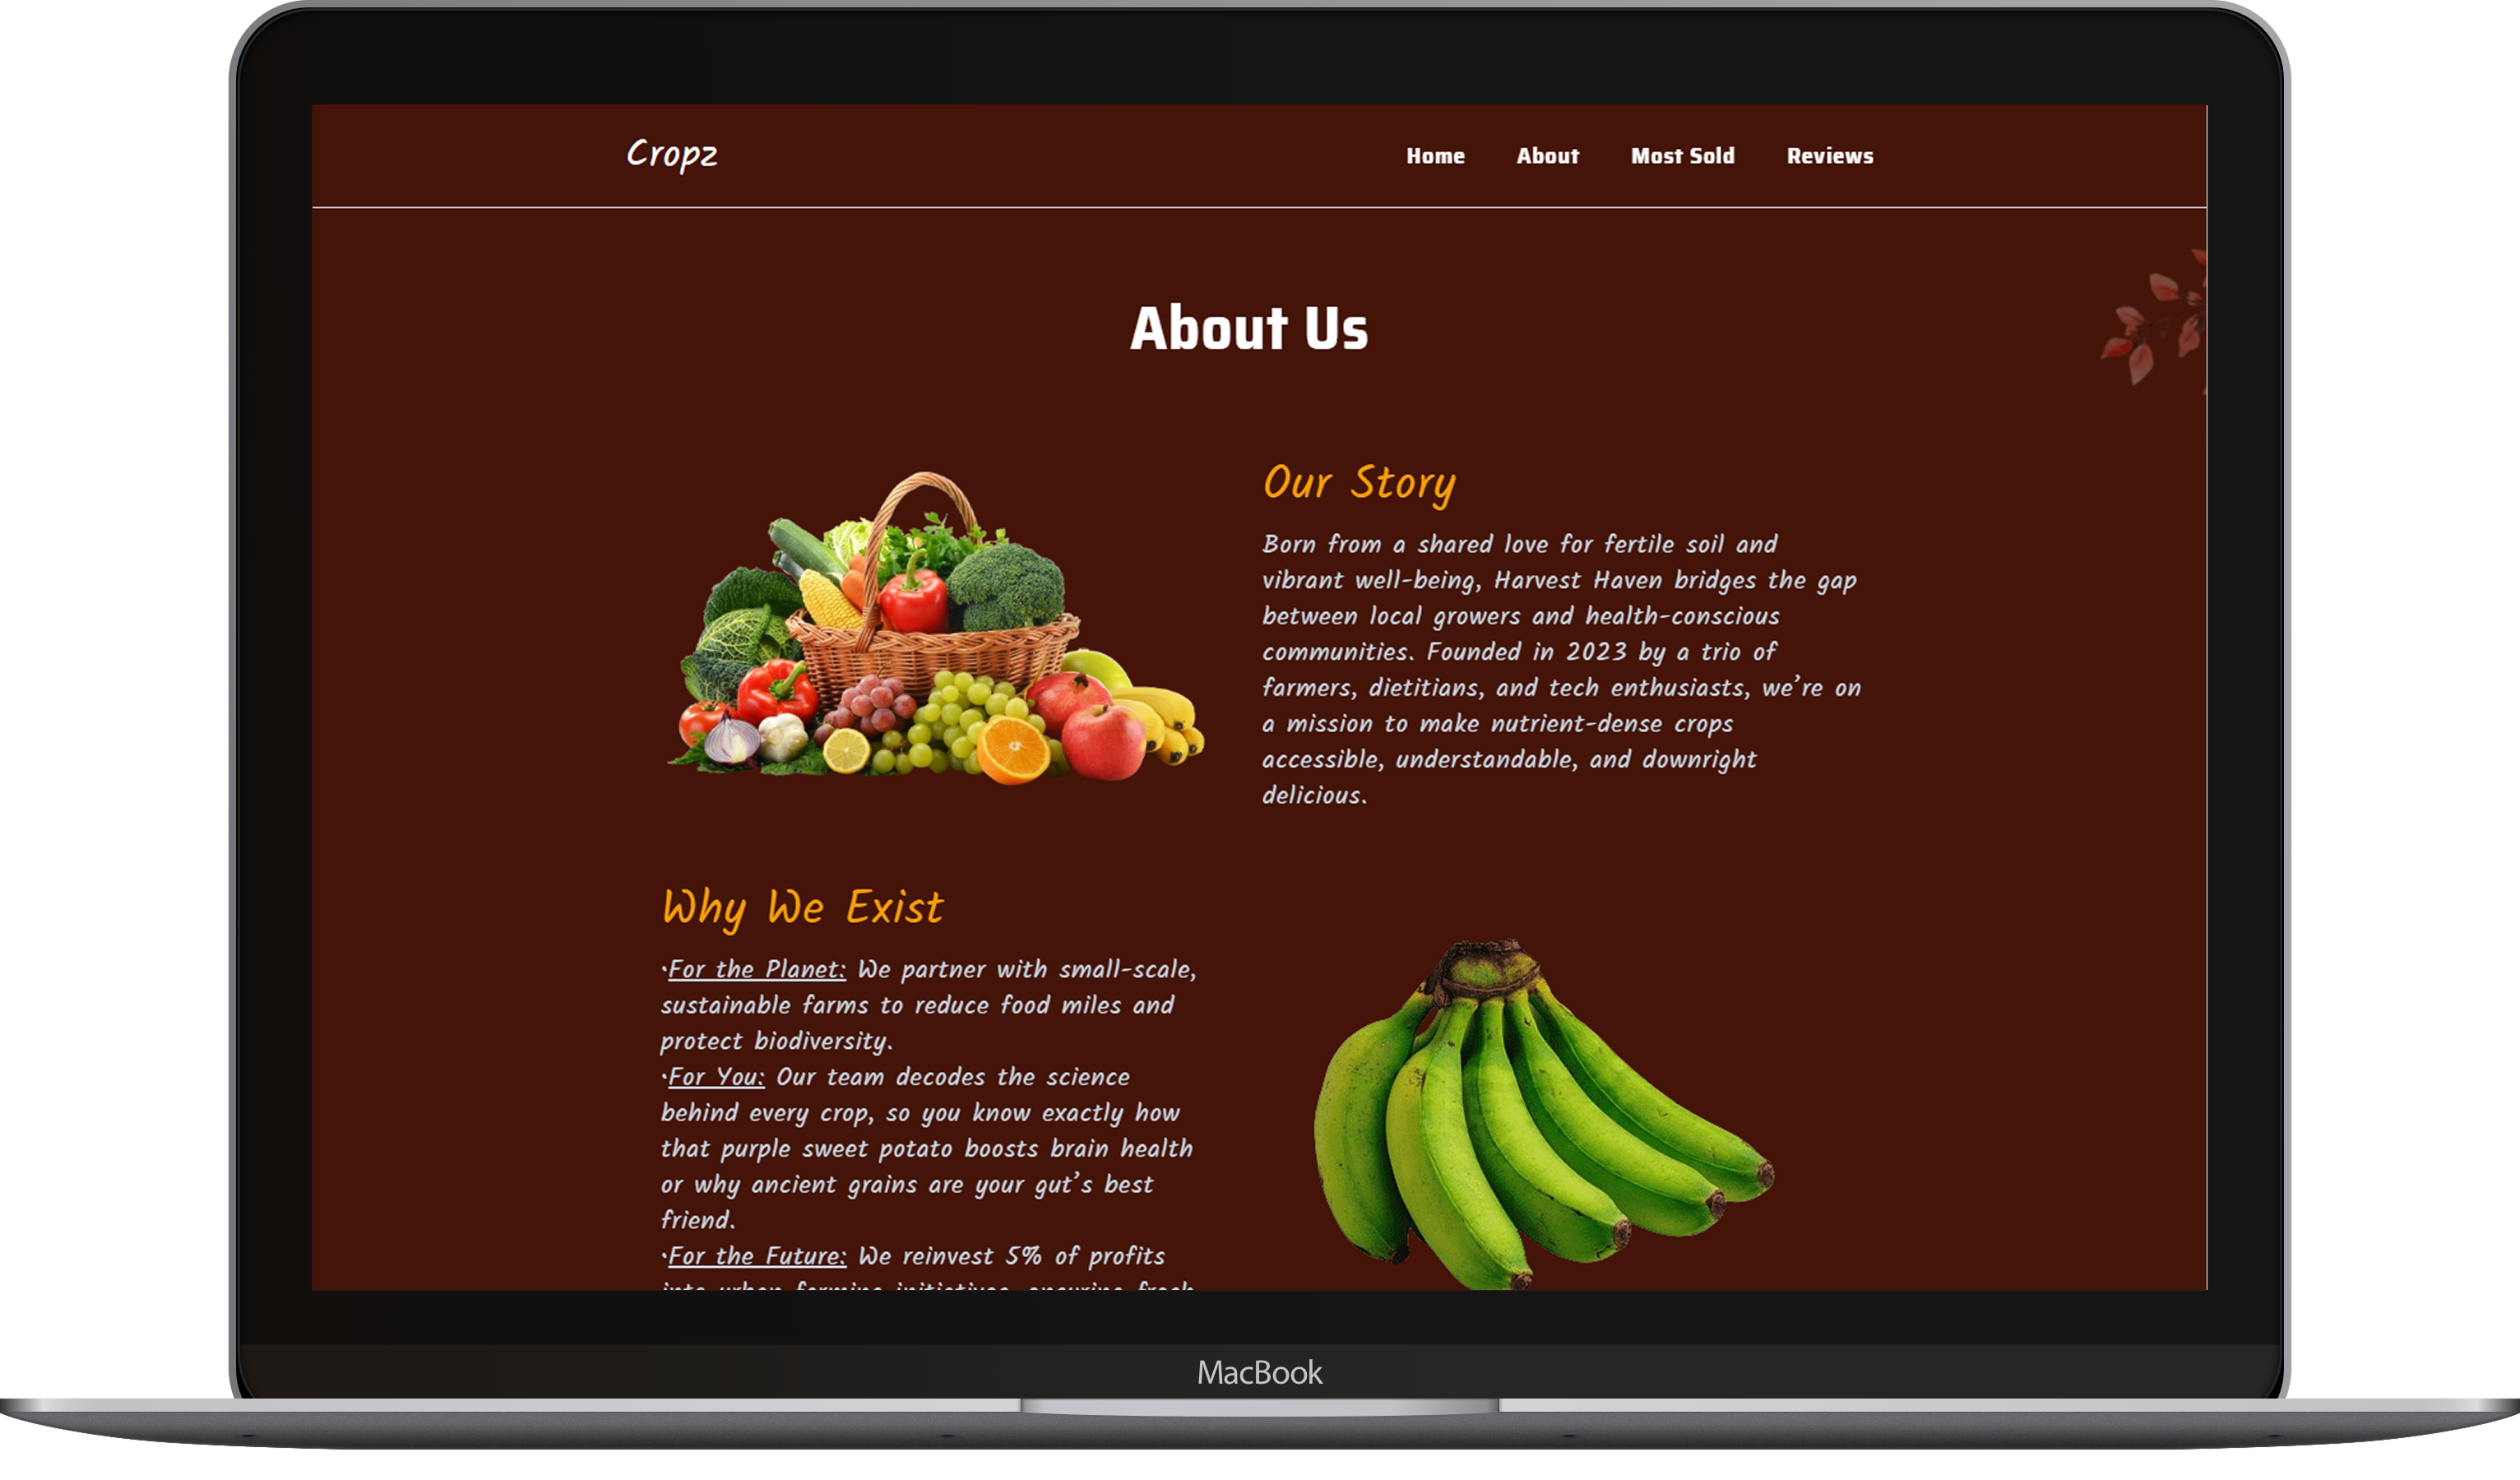 Cropz
Home About Most Sold Reviews
About Us
Our Story
Born from a shared love for fertile soil and
vibrant well-being, Harvest Haven bridges the gap
between local growers and health-conscious
communities. Founded in 2023 by a trio of
farmers, dietitians, and tech enthusiasts, we're on
a mission to make nutrient-dense crops
accessible, understandable, and downright
delicious.
Why We Exist
·For the Planet: We partner with small-scale,
sustainable farms to reduce food miles and
protect biodiversity.
·For You: Our team decodes the science
behind every crop, so you know exactly how
that purple sweet potato boosts brain health
or why ancient grains are your gut's best
friend.
·For the Future: We reinvest 5% of profits
into urban farming initiatives, ensuring fresh
MacBook